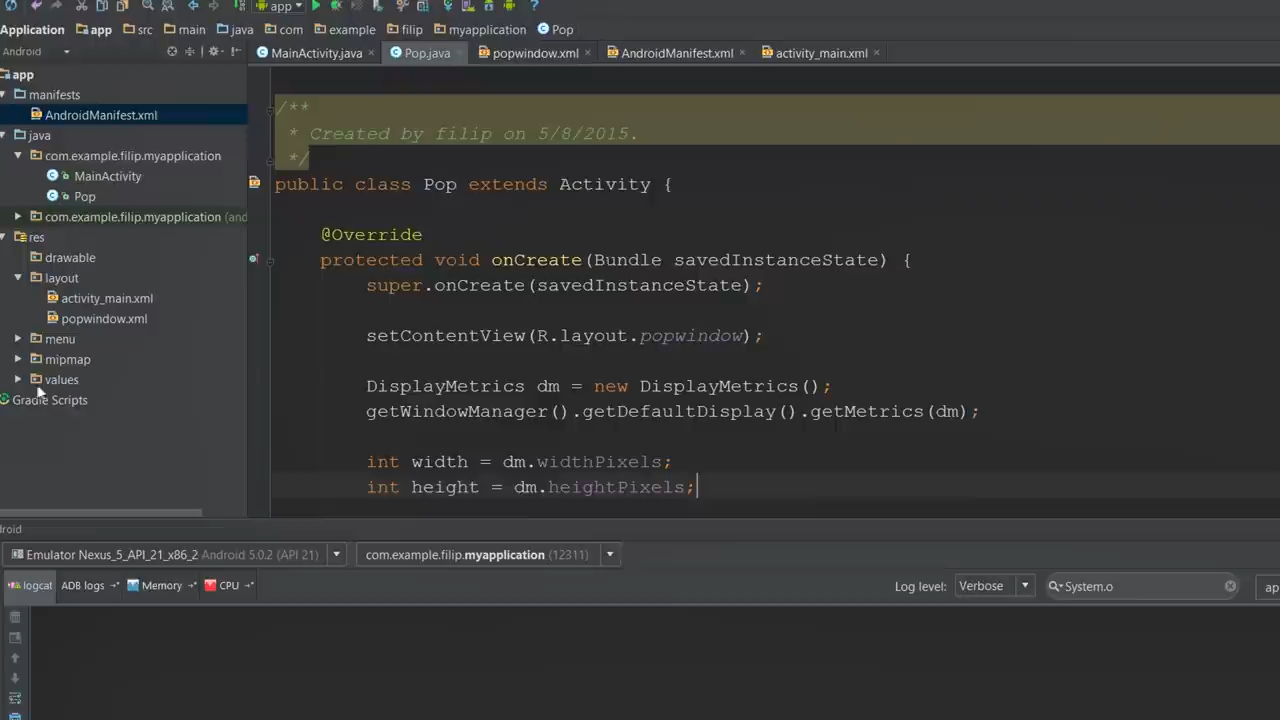 app
Application app src main java com example filip myapplication Pop
Android
MainActivity.java Pop.java popwindow.xml AndroidManifest.xml activity_main.xml
app
manifests
AndroidManifest.xml
java
com.example.filip.myapplication
MainActivity
Pop
com.example.filip.myapplication (and
res
drawable
layout
activity_main.xml
popwindow.xml
menu
mipmap
values
Gradle Scripts
/**
* Created by filip on 5/8/2015.
*/
public class Pop extends Activity {
@Override
protected void onCreate(Bundle savedInstanceState) {
super.onCreate(savedInstanceState);
setContentView(R.layout.popwindow);
DisplayMetrics dm = new DisplayMetrics();
getWindowManager().getDefaultDisplay().getMetrics(dm);
int width = dm.widthPixels;
int height = dm.heightPixels;
roid
Emulator Nexus_5_API_21_x86_2 Android 5.0.2 (API 21) com.example.filip.myapplication (12311)
logcat ADB logs Memory CPU Log level: Verbose System.o ap